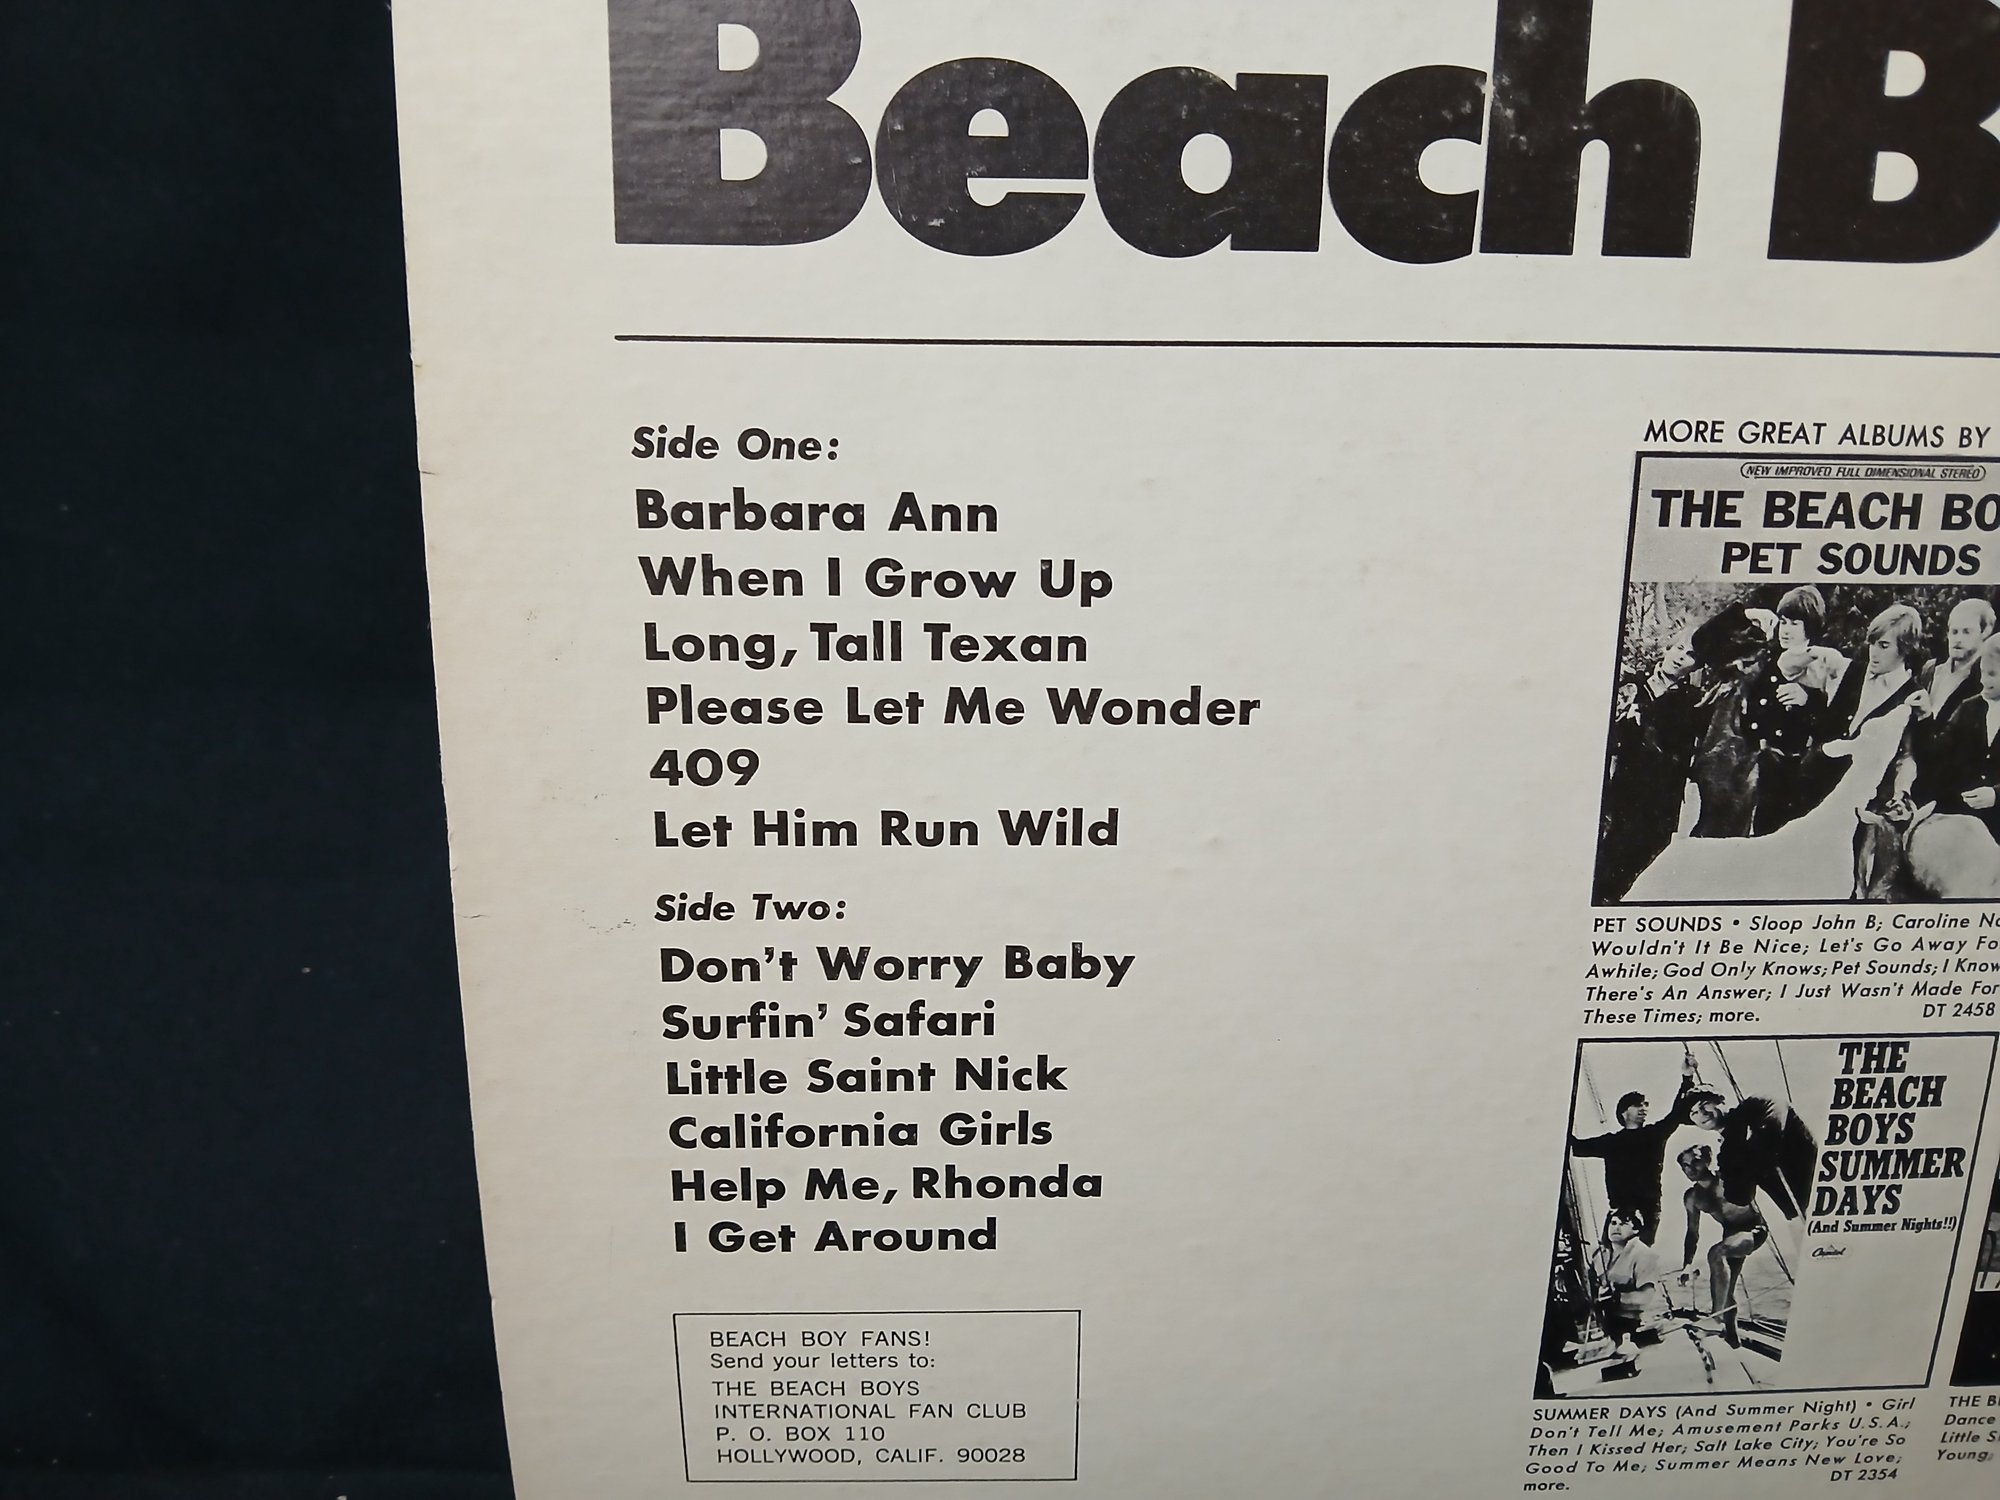 Beach B
Side One:
Barbara Ann
When I Grow Up
Long, Tall Texan
Please Let Me Wonder
409
Let Him Run Wild
Side Two:
Don't Worry Baby
Surfin' Safari
Little Saint Nick
California Girls
Help Me, Rhonda
I Get Around
BEACH BOY FANS!
Send your letters to:
THE BEACH BOYS
INTERNATIONAL FAN CLUB
P. O. BOX 110
HOLLYWOOD, CALIF. 90028
MORE GREAT ALBUMS BY
NEW IMPROVED FULL DIMENSIONAL STEREO
THE BEACH BO
PET SOUNDS
PET SOUNDS • Sloop John B; Caroline No
Wouldn't It Be Nice; Let's Go Away Fo
Awhile; God Only Knows; Pet Sounds; I Know
There's An Answer; I Just Wasn't Made For
These Times; more. DT 2458
THE
BEACH
BOYS
SUMMER
DAYS
(And Summer Nights!!)
Capitol
SUMMER DAYS (And Summer Night) • Girl
Don't Tell Me; Amusement Parks U.S.A.;
Then I Kissed Her; Salt Lake City; You're So
Good To Me; Summer Means New Love;
more. DT 2354
THE B
Dance
Little S
Young;